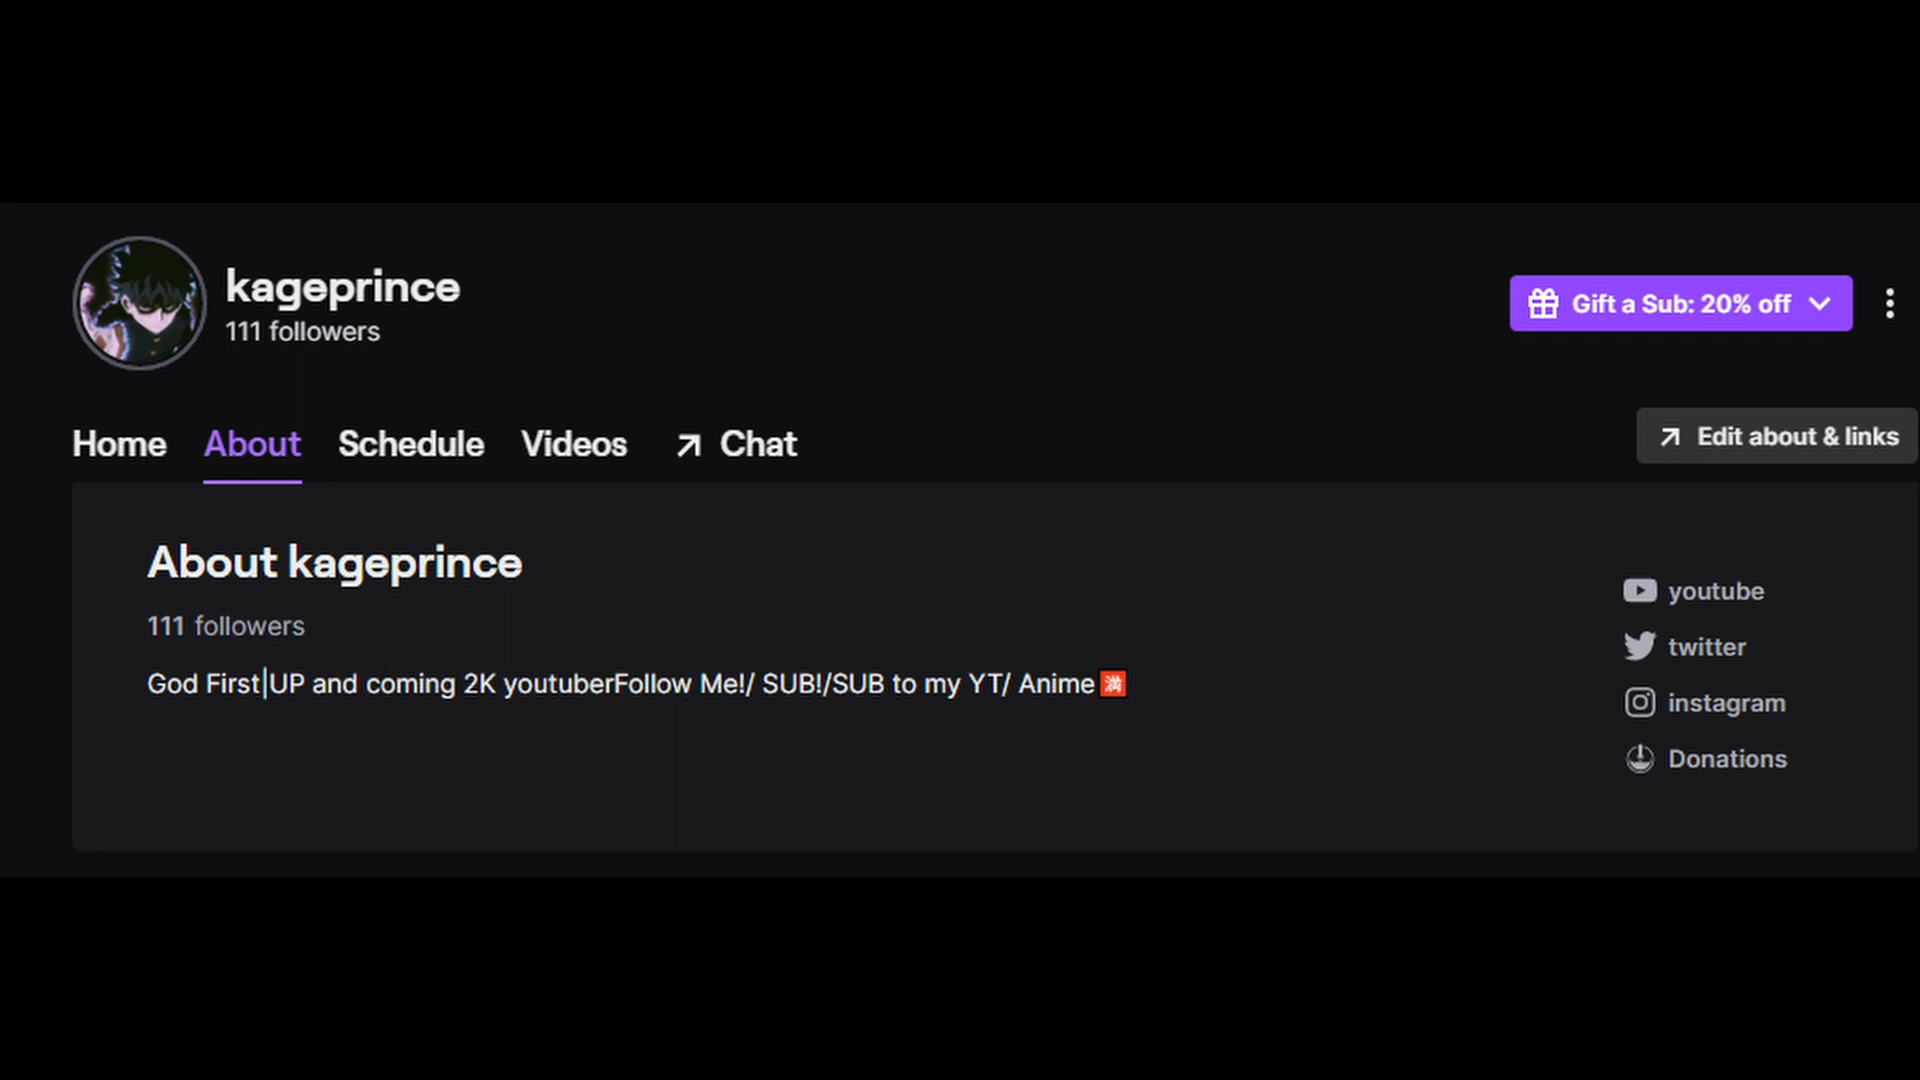 kageprince
111 followers
Gift a Sub: 20% off
Home About Schedule Videos Chat
Edit about & links
About kageprince
111 followers
God First|UP and coming 2K youtuberFollow Me!/ SUB!/SUB to my YT/ Anime🈵
youtube
twitter
instagram
Donations